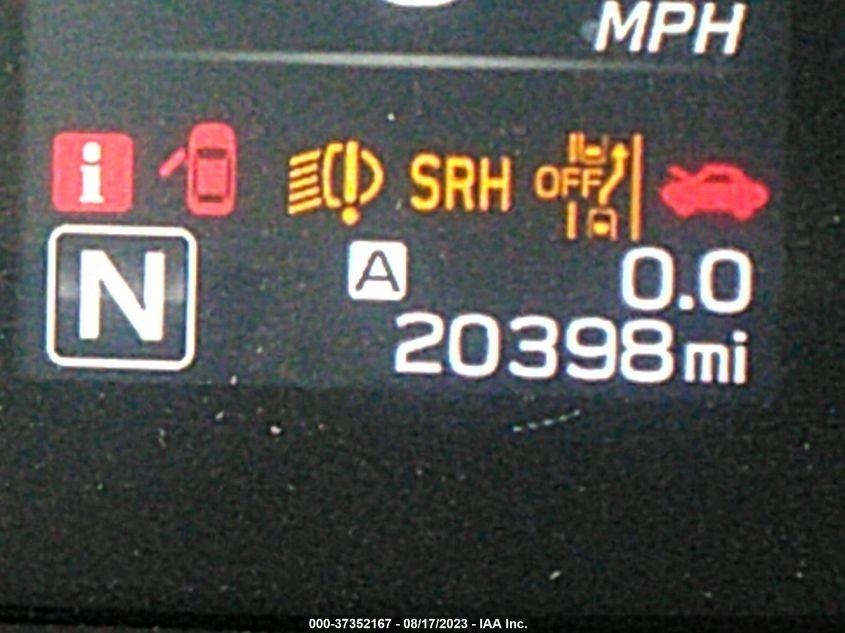 MPH
i SRH OFF
N A 0.0
20398 mi
000-37352167 - 08/17/2023 - IAA Inc.